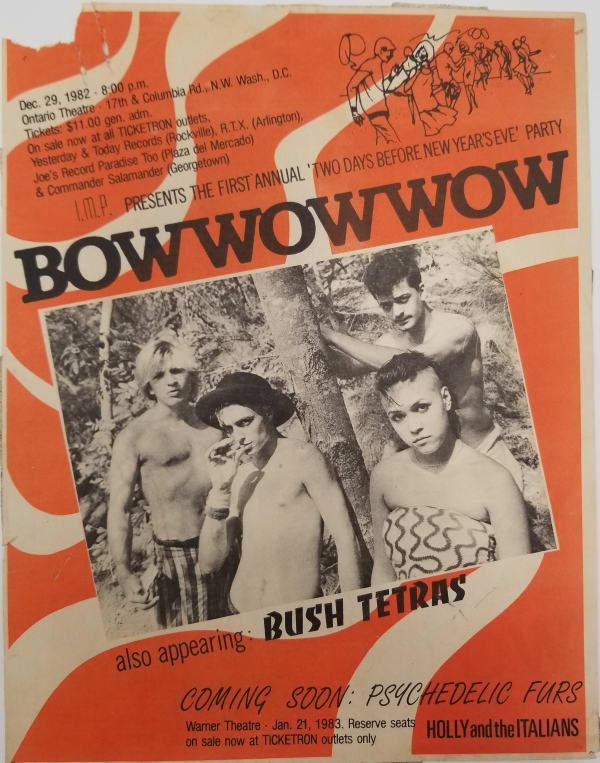 Dec. 29, 1982 · 8:00 p.m.
Ontario Theatre · 17th & Columbia Rd., N.W. Wash., D.C.
Tickets: $11.00 gen. adm.
On sale now at all TICKETRON outlets,
Yesterday & Today Records (Rockville), R.T.X. (Arlington),
Joe's Record Paradise Too (Plaza del Mercado)
& Commander Salamander (Georgetown)
I.M.P. PRESENTS THE FIRST ANNUAL 'TWO DAYS BEFORE NEW YEAR'S EVE' PARTY
BOWWOWWOW
also appearing: BUSH TETRAS
COMING SOON: PSYCHEDELIC FURS
Warner Theatre · Jan. 21, 1983. Reserve seats
on sale now at TICKETRON outlets only
HOLLY and the ITALIANS